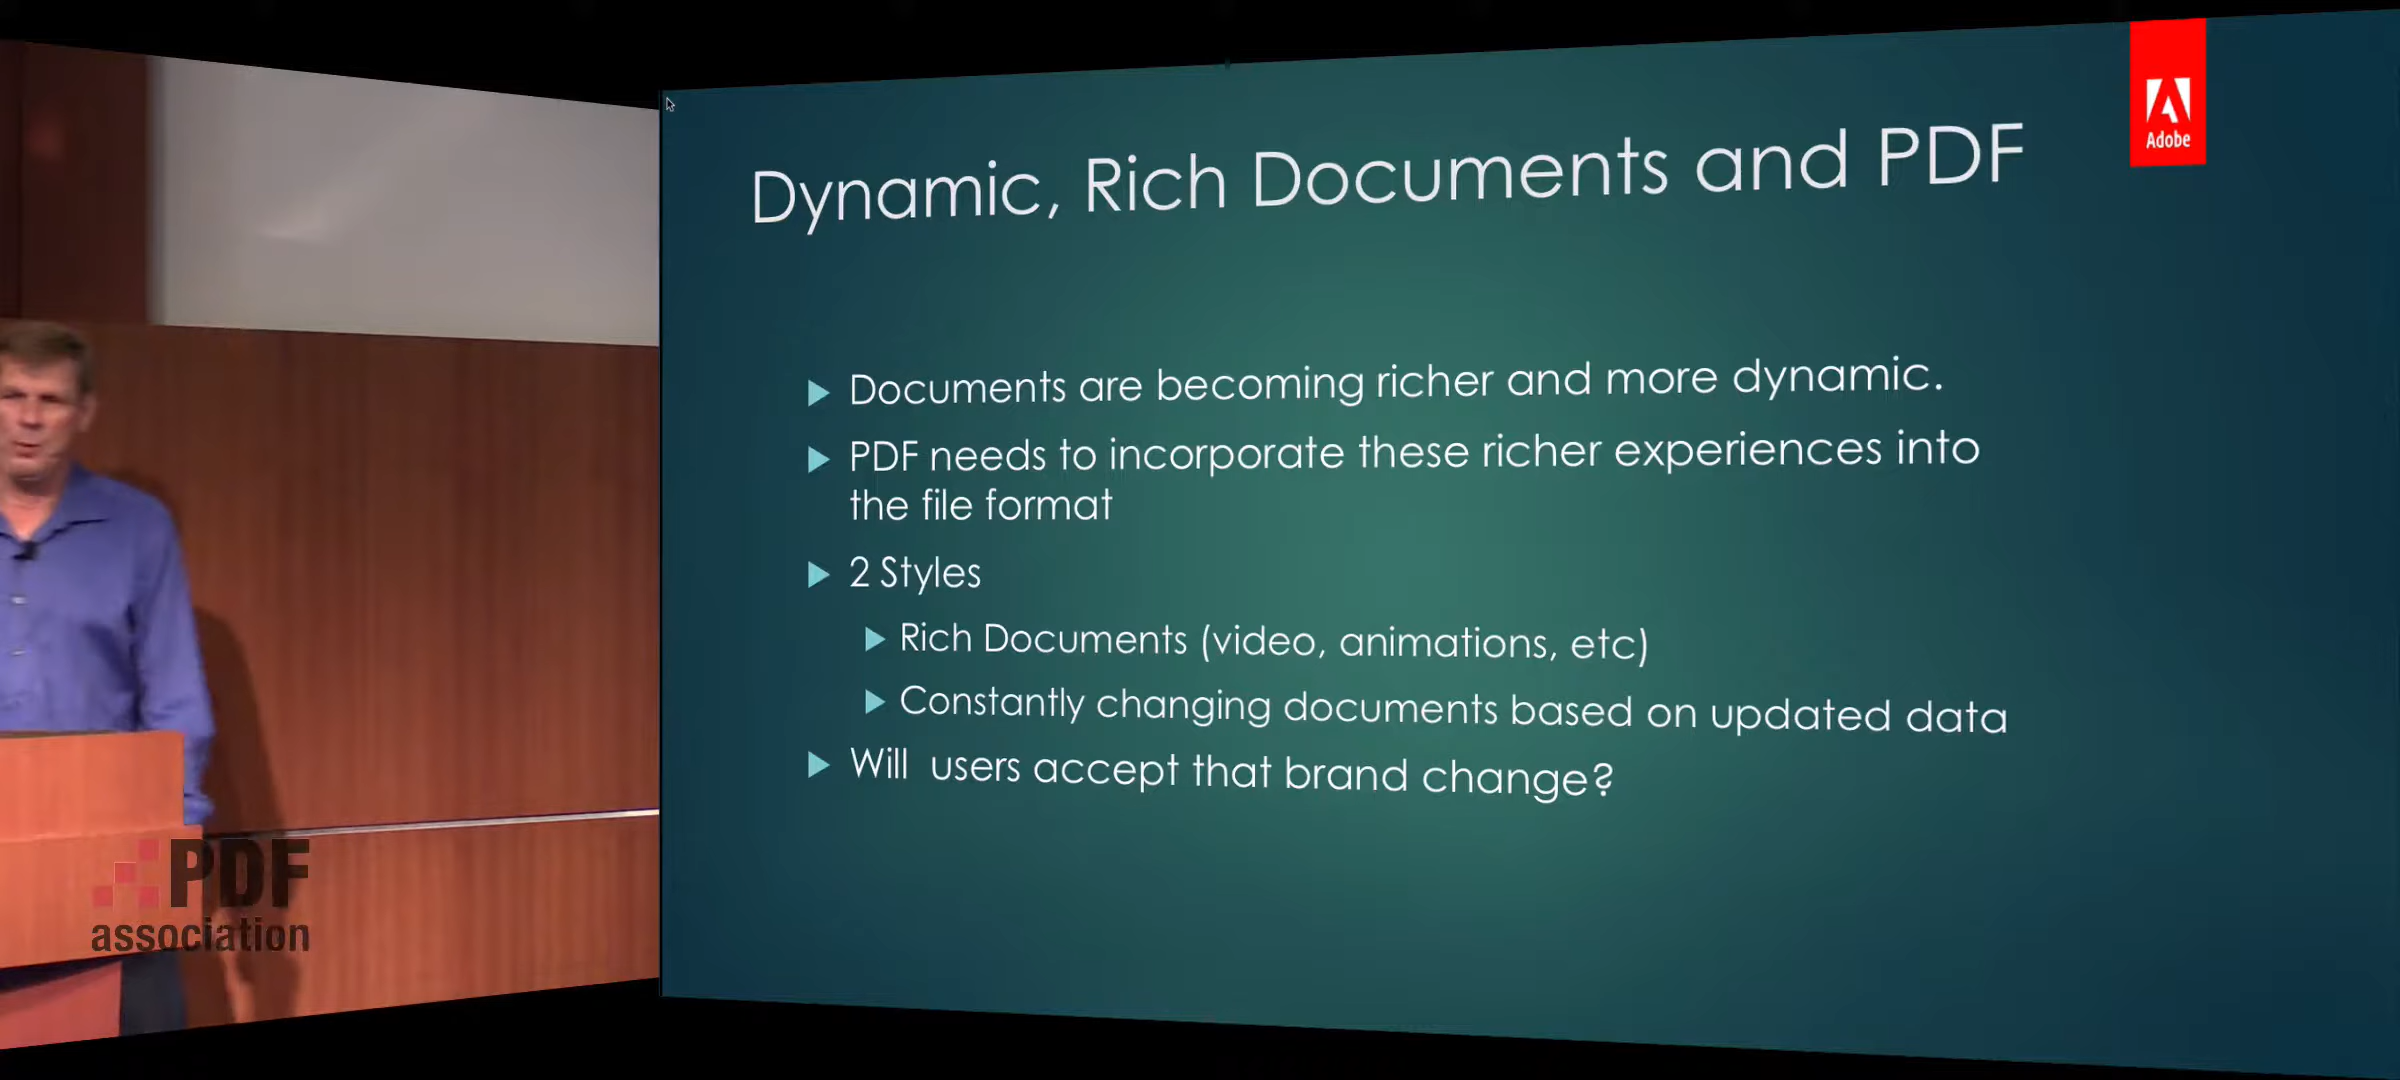 Adobe
Dynamic, Rich Documents and PDF
Documents are becoming richer and more dynamic.
PDF needs to incorporate these richer experiences into
the file format
2 Styles
Rich Documents (video, animations, etc)
Constantly changing documents based on updated data
Will users accept that brand change?
PDF
association